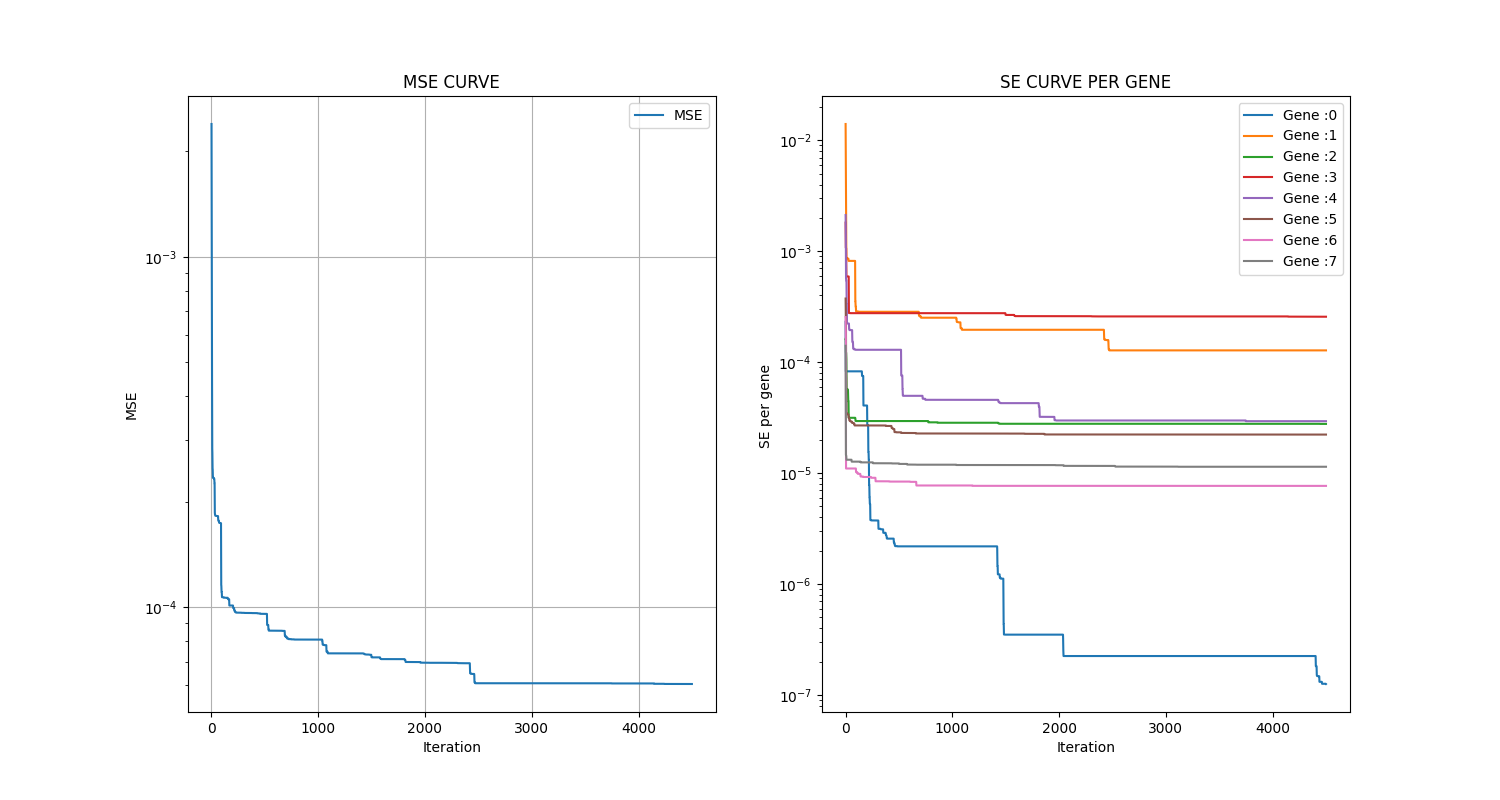 MSE CURVE
MSE
10⁻³
10⁻⁴
MSE
0 1000 2000 3000 4000
Iteration
SE CURVE PER GENE
Gene :0
Gene :1
Gene :2
Gene :3
Gene :4
Gene :5
Gene :6
Gene :7
10⁻²
10⁻³
10⁻⁴
10⁻⁵
10⁻⁶
10⁻⁷
SE per gene
0 1000 2000 3000 4000
Iteration